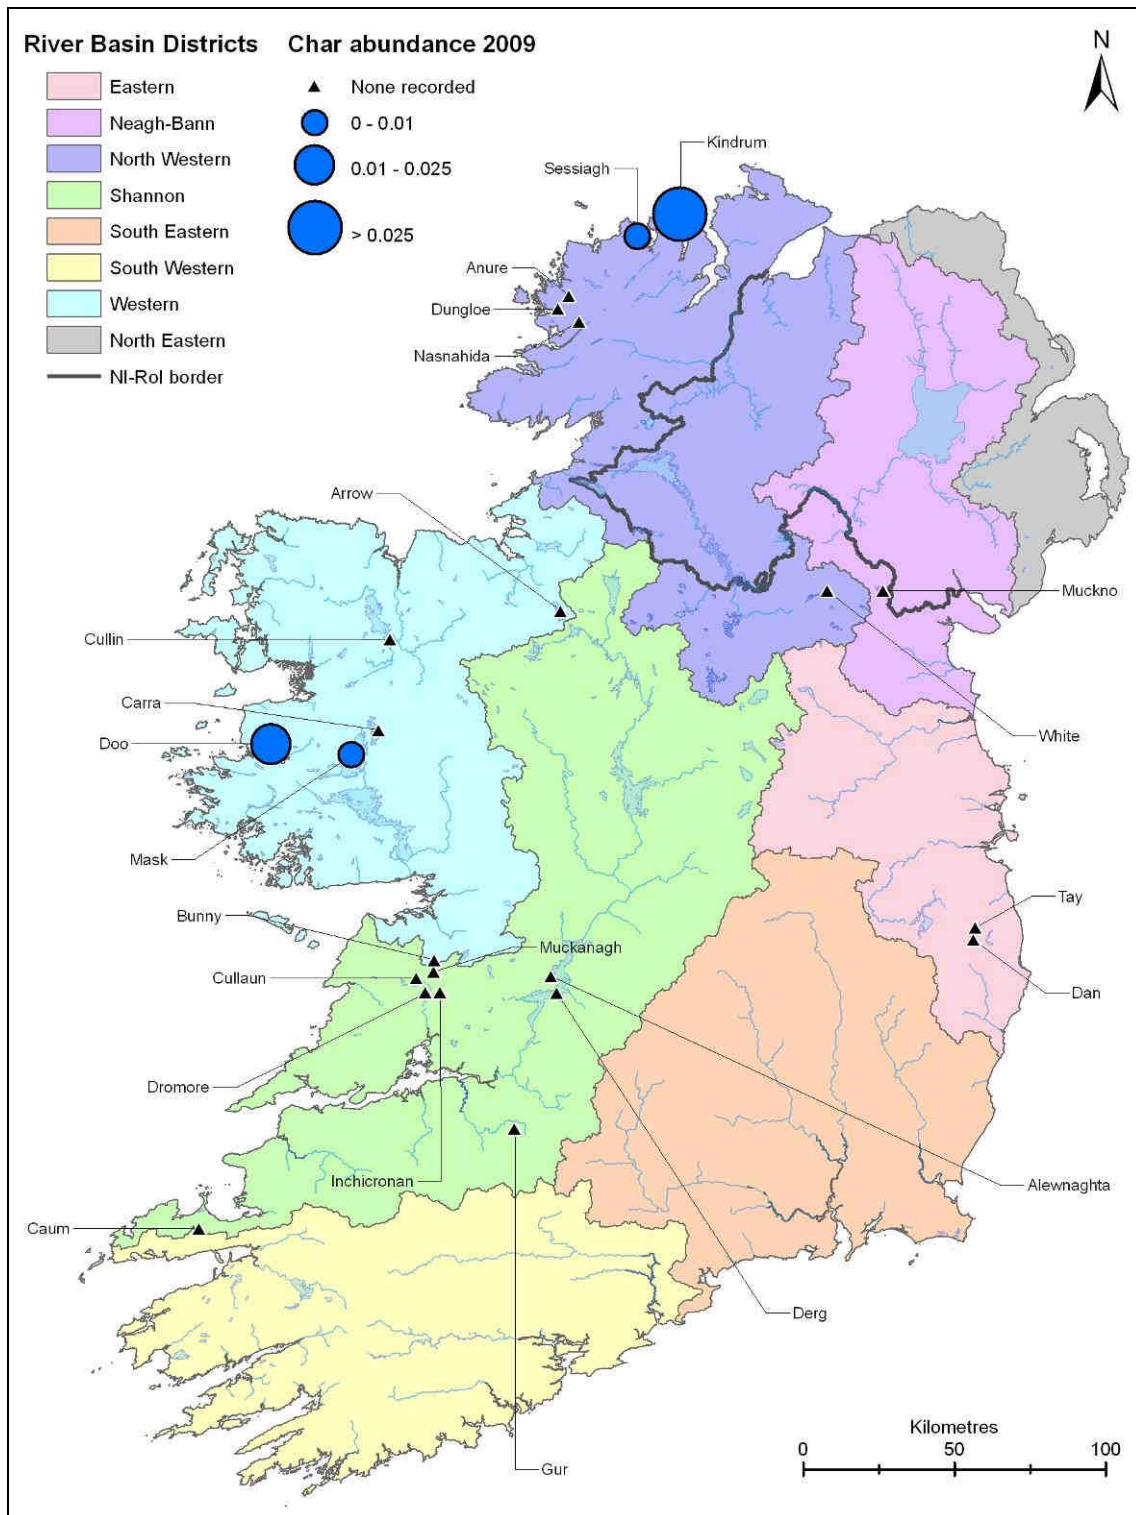 River Basin Districts
Eastern
Neagh-Bann
North Western
Shannon
South Eastern
South Western
Western
North Eastern
NI-RoI border
Char abundance 2009
None recorded
0 - 0.01
0.01 - 0.025
> 0.025
N
Kindrum
Sessiagh
Anure
Dungloe
Nasnahida
Arrow
Muckno
Cullin
Carra
Doo
White
Mask
Tay
Bunny
Muckanagh
Cullaun
Dan
Dromore
Inchicronan
Alewnaghta
Caum
Derg
Gur
Kilometres
0 50 100